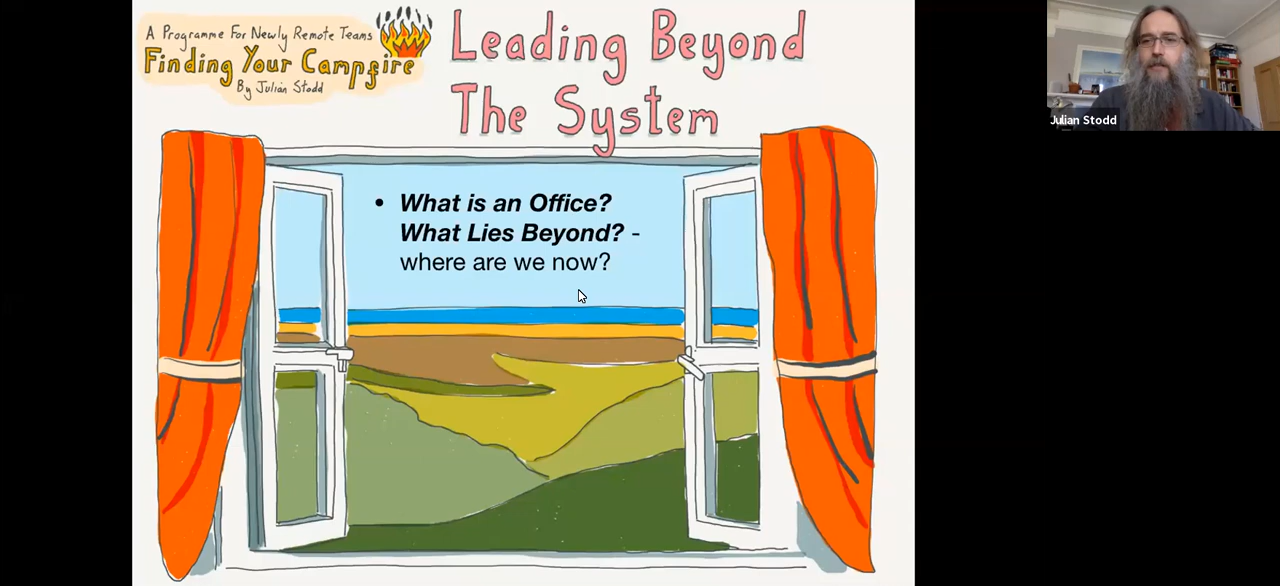 A Programme For Newly Remote Teams
Finding Your Campfire
By Julian Stodd
Leading Beyond
The System
• What is an Office?
What Lies Beyond? -
where are we now?
Julian Stodd